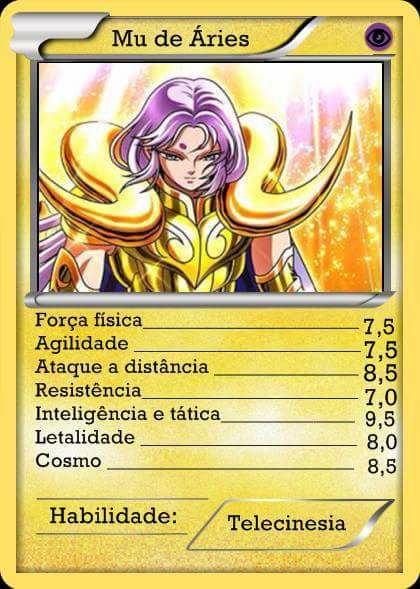 Mu de Áries
Força física 7,5
Agilidade 7,5
Ataque a distância 8,5
Resistência 7,0
Inteligência e tática 9,5
Letalidade 8,0
Cosmo 8,5
Habilidade: Telecinesia